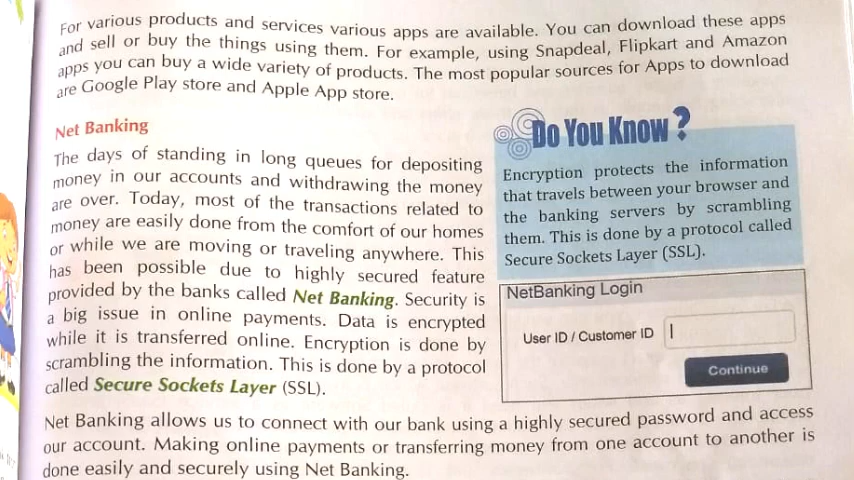 For various products and services various apps are available. You can download these apps
and sell or buy the things using them. For example, using Snapdeal, Flipkart and Amazon
apps you can buy a wide variety of products. The most popular sources for Apps to download
are Google Play store and Apple App store.
Net Banking
The days of standing in long queues for depositing
money in our accounts and withdrawing the money
are over. Today, most of the transactions related to
money are easily done from the comfort of our homes
or while we are moving or traveling anywhere. This
has been possible due to highly secured feature
provided by the banks called Net Banking. Security is
a big issue in online payments. Data is encrypted
while it is transferred online. Encryption is done by
scrambling the information. This is done by a protocol
called Secure Sockets Layer (SSL).
Do You Know?
Encryption protects the information
that travels between your browser and
the banking servers by scrambling
them. This is done by a protocol called
Secure Sockets Layer (SSL).
NetBanking Login
User ID / Customer ID
Continue
Net Banking allows us to connect with our bank using a highly secured password and access
our account. Making online payments or transferring money from one account to another is
done easily and securely using Net Banking.